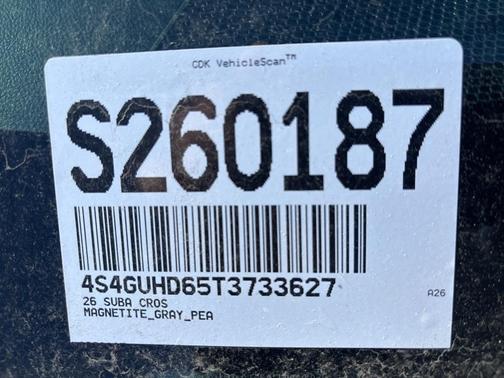 CDK VehicleScan™
S260187
4S4GUHD65T3733627
26 SUBA CROS
A26
MAGNETITE_GRAY_PEA